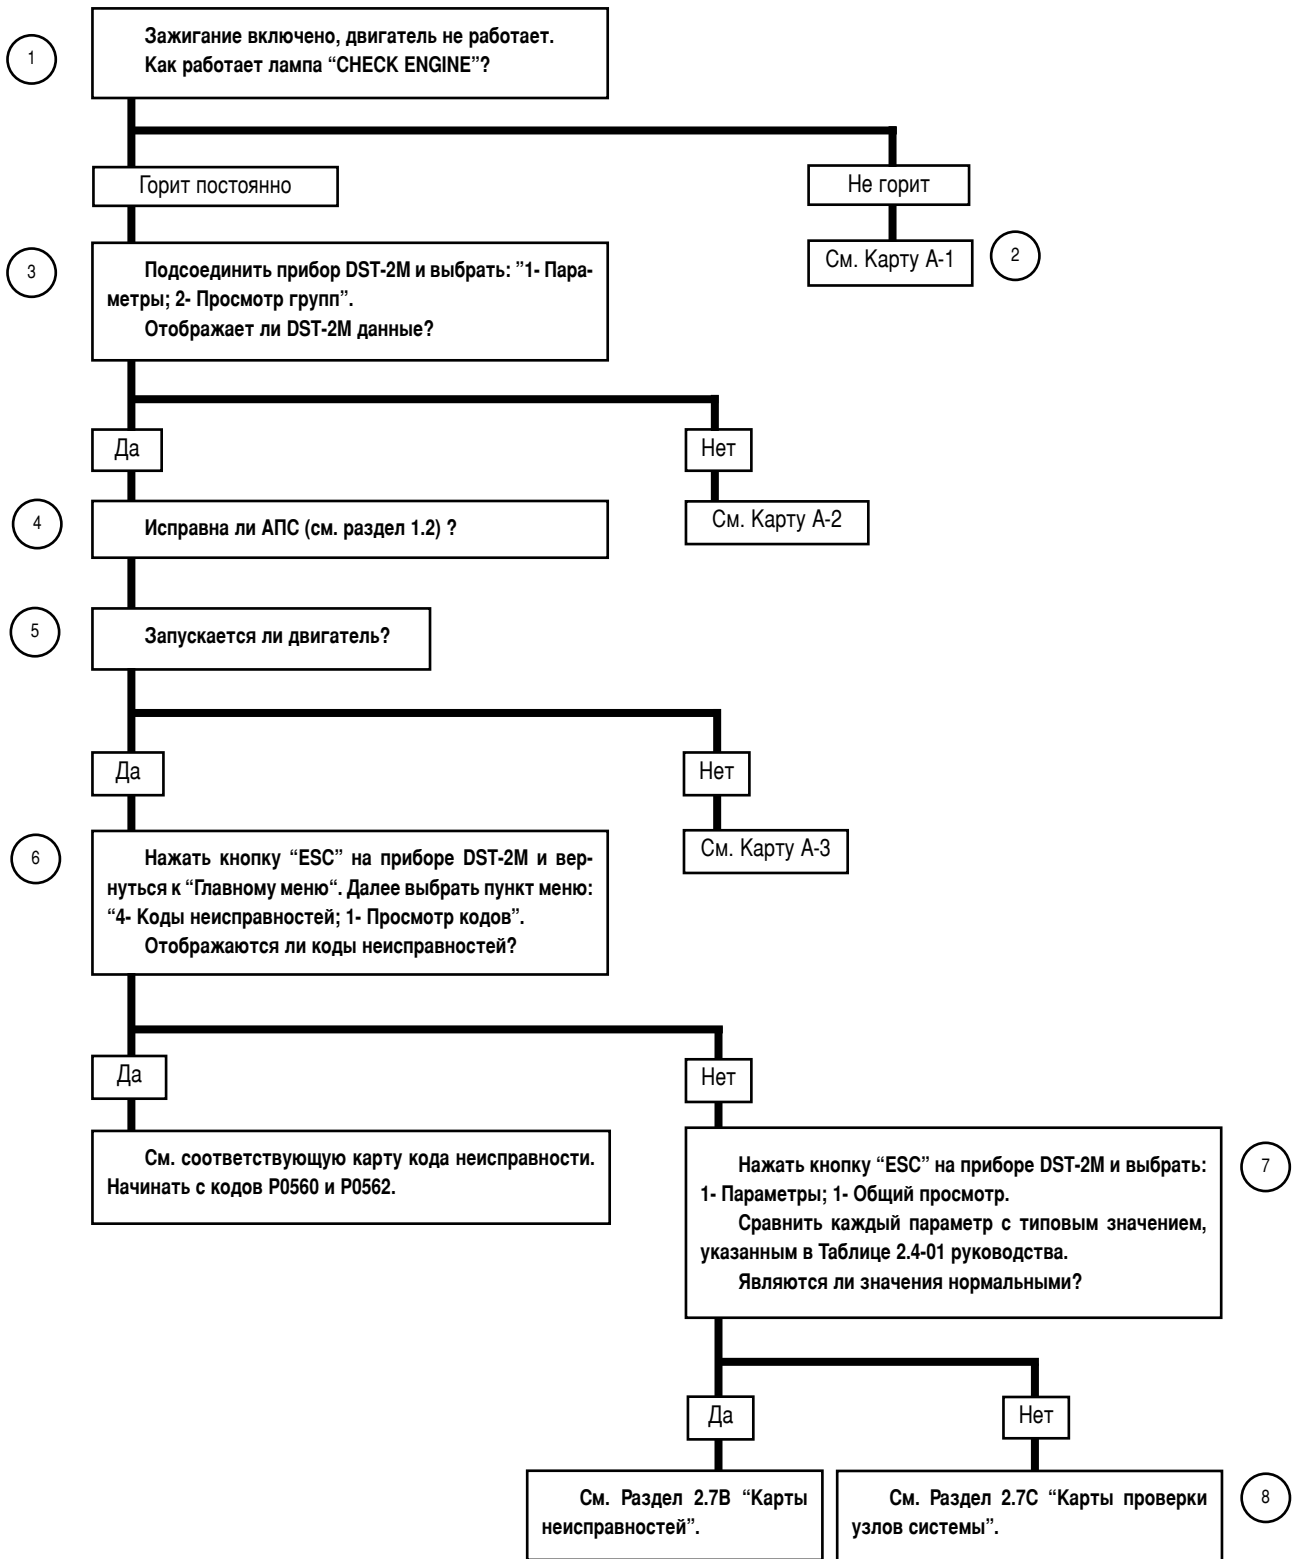 1
Зажигание включено, двигатель не работает.
Как работает лампа “CHECK ENGINE”?
Горит постоянно
Не горит
См. Карту А-1
2
3
Подсоединить прибор DST-2M и выбрать: ”1- Пара-
метры; 2- Просмотр групп”.
Отображает ли DST-2M данные?
Да
Нет
См. Карту А-2
4
Исправна ли АПС (см. раздел 1.2) ?
5
Запускается ли двигатель?
Да
Нет
См. Карту А-3
6
Нажать кнопку “ESC” на приборе DST-2M и вер-
нуться к “Главному меню“. Далее выбрать пункт меню:
“4- Коды неисправностей; 1- Просмотр кодов”.
Отображаются ли коды неисправностей?
Да
Нет
См. соответствующую карту кода неисправности.
Начинать с кодов Р0560 и Р0562.
7
Нажать кнопку “ESC” на приборе DST-2M и выбрать:
1- Параметры; 1- Общий просмотр.
Сравнить каждый параметр с типовым значением,
указанным в Таблице 2.4-01 руководства.
Являются ли значения нормальными?
Да
Нет
См. Раздел 2.7B “Карты
неисправностей”.
См. Раздел 2.7C “Карты проверки
узлов системы”.
8